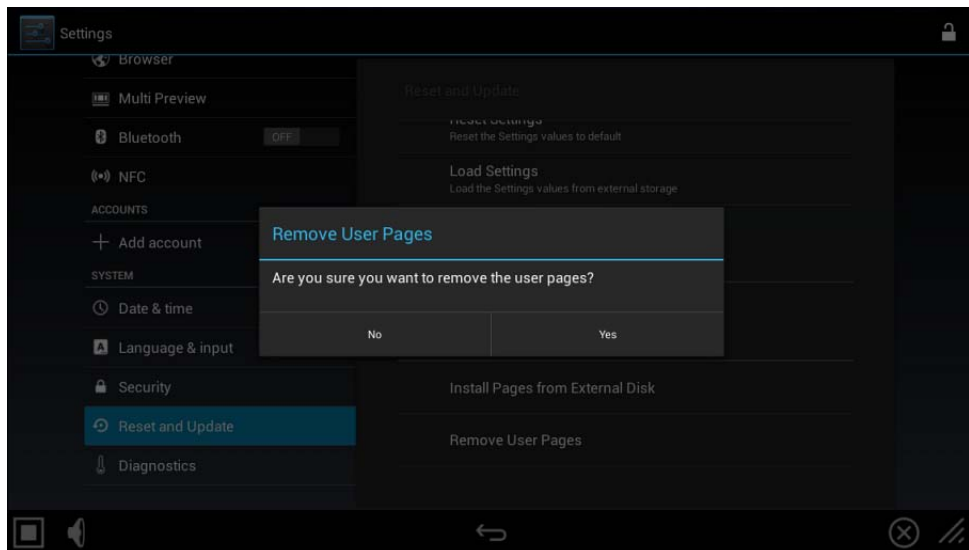 Settings
Browser
Multi Preview
Bluetooth OFF
NFC
ACCOUNTS
Add account
SYSTEM
Date & time
Language & input
Security
Reset and Update
Diagnostics
Reset and Update
Reset Settings
Reset the Settings values to default
Load Settings
Load the Settings values from external storage
Remove User Pages
Are you sure you want to remove the user pages?
No Yes
Install Pages from External Disk
Remove User Pages